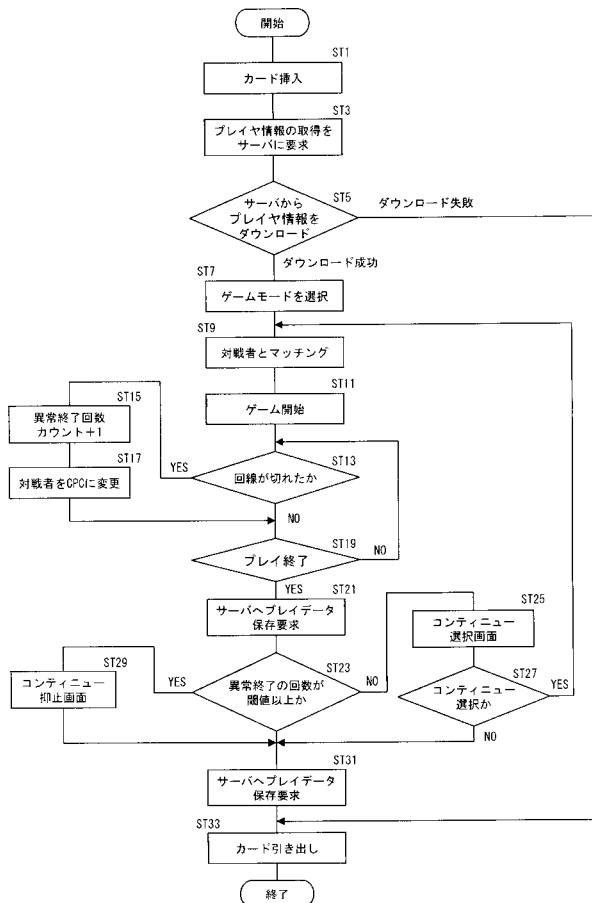 開始
ST1
カード挿入
ST3
プレイヤ情報の取得を
サーバに要求
ST5
サーバから
プレイヤ情報を
ダウンロード
ダウンロード失敗
ダウンロード成功
ST7
ゲームモードを選択
ST9
対戦者とマッチング
ST11
ゲーム開始
ST15
異常終了回数
カウント+1
ST17
対戦者をCPCに変更
YES
ST13
回線が切れたか
NO
ST19
プレイ終了
NO
YES
ST21
サーバへプレイデータ
保存要求
ST25
コンティニュー
選択画面
ST29
コンティニュー
抑止画面
YES
ST23
異常終了の回数が
閾値以上か
NO
ST27
コンティニュー
選択か
YES
NO
ST31
サーバへプレイデータ
保存要求
ST33
カード引き出し
終了